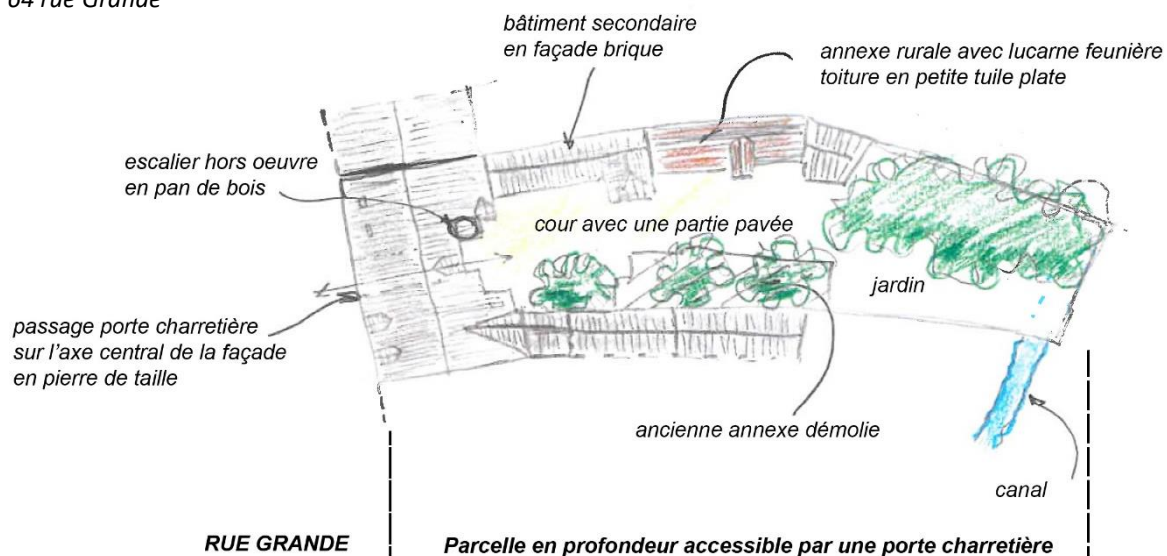 rue Grande
bâtiment secondaire
en façade brique
annexe rurale avec lucarne feunière
toiture en petite tuile plate
escalier hors oeuvre
en pan de bois
cour avec une partie pavée
jardin
passage porte charretière
sur l'axe central de la façade
en pierre de taille
ancienne annexe démolie
canal
RUE GRANDE
Parcelle en profondeur accessible par une porte charretière